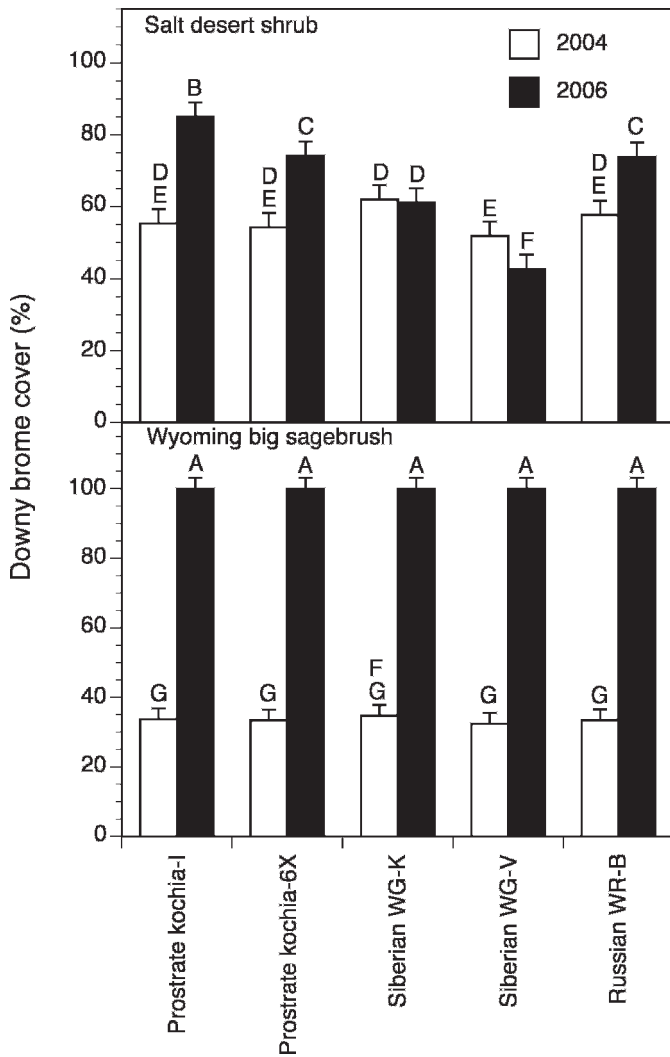 Salt desert shrub
2004
2006
100
80
60
40
20
0
B
C
D
E
D
E
D
D
E
F
D
E
C
Downy brome cover (%)
Wyoming big sagebrush
100
80
60
40
20
0
A
A
A
A
A
G
G
F
G
G
G
Prostrate kochia-I
Prostrate kochia-6X
Siberian WG-K
Siberian WG-V
Russian WR-B